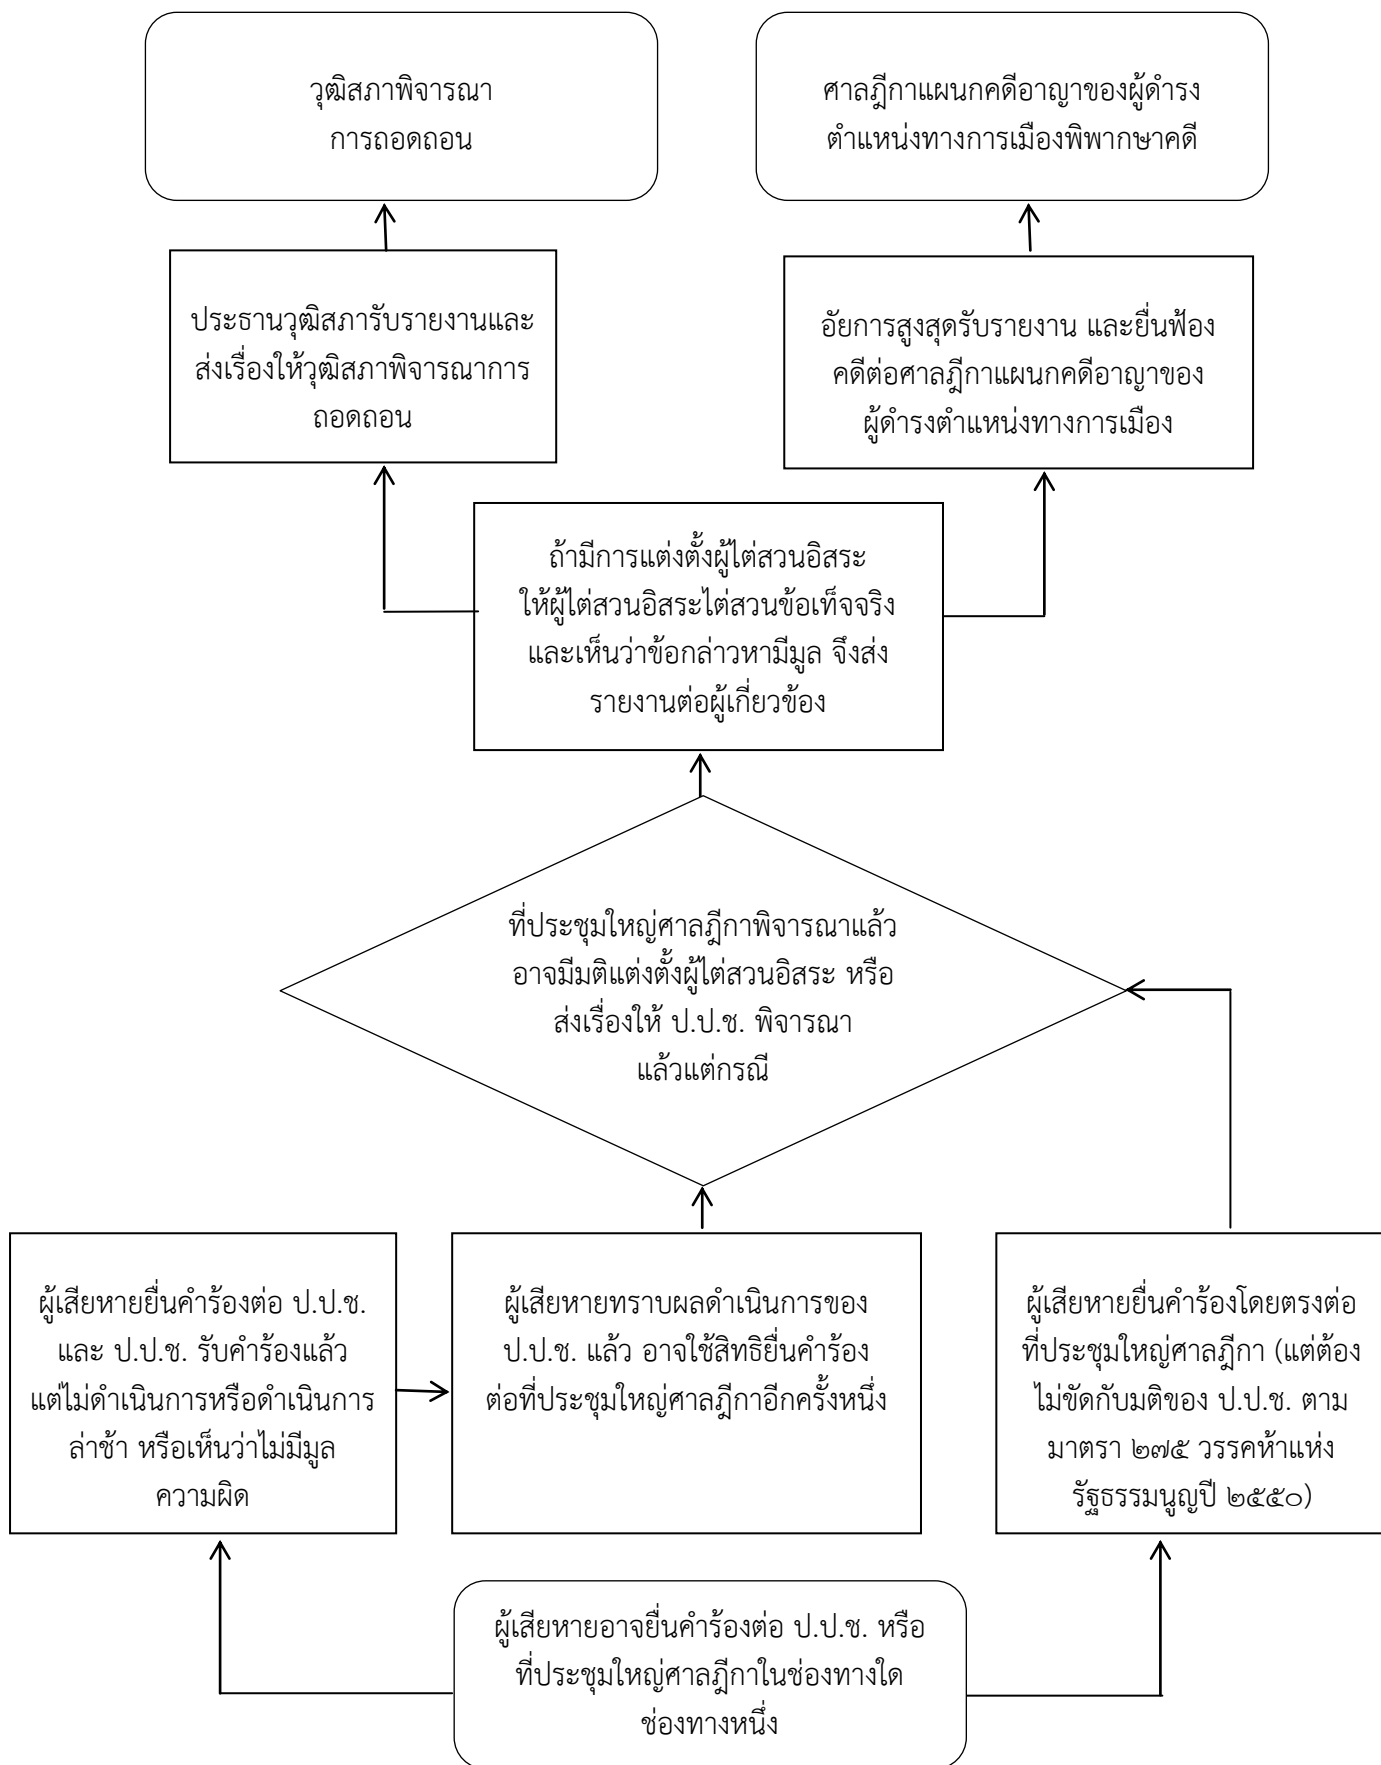 วุฒิสภาพิจารณา
การถอดถอน
ศาลฎีกาแผนกคดีอาญาของผู้ดำรง
ตำแหน่งทางการเมืองพิพากษาคดี
ประธานวุฒิสภารับรายงานและ
ส่งเรื่องให้วุฒิสภาพิจารณาการ
ถอดถอน
อัยการสูงสุดรับรายงาน และยื่นฟ้อง
คดีต่อศาลฎีกาแผนกคดีอาญาของ
ผู้ดำรงตำแหน่งทางการเมือง
ถ้ามีการแต่งตั้งผู้ไต่สวนอิสระ
ให้ผู้ไต่สวนอิสระไต่สวนข้อเท็จจริง
และเห็นว่าข้อกล่าวหามีมูล จึงส่ง
รายงานต่อผู้เกี่ยวข้อง
ที่ประชุมใหญ่ศาลฎีกาพิจารณาแล้ว
อาจมีมติแต่งตั้งผู้ไต่สวนอิสระ หรือ
ส่งเรื่องให้ ป.ป.ช. พิจารณา
แล้วแต่กรณี
ผู้เสียหายยื่นคำร้องต่อ ป.ป.ช.
และ ป.ป.ช. รับคำร้องแล้ว
แต่ไม่ดำเนินการหรือดำเนินการ
ล่าช้า หรือเห็นว่าไม่มีมูล
ความผิด
ผู้เสียหายทราบผลดำเนินการของ
ป.ป.ช. แล้ว อาจใช้สิทธิยื่นคำร้อง
ต่อที่ประชุมใหญ่ศาลฎีกาอีกครั้งหนึ่ง
ผู้เสียหายยื่นคำร้องโดยตรงต่อ
ที่ประชุมใหญ่ศาลฎีกา (แต่ต้อง
ไม่ขัดกับมติของ ป.ป.ช. ตาม
มาตรา ๒๗๕ วรรคห้าแห่ง
รัฐธรรมนูญปี ๒๕๕๐)
ผู้เสียหายอาจยื่นคำร้องต่อ ป.ป.ช. หรือ
ที่ประชุมใหญ่ศาลฎีกาในช่องทางใด
ช่องทางหนึ่ง